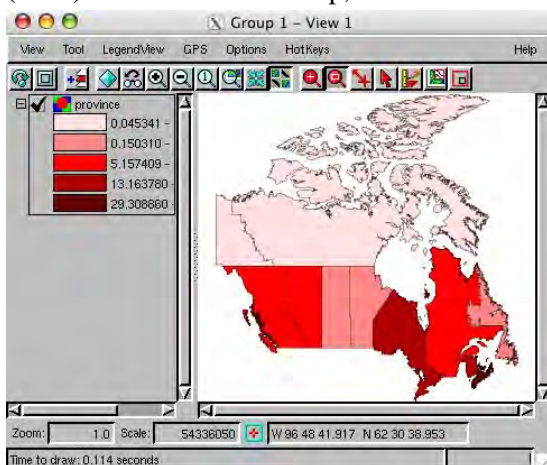 Group 1 – View 1
View Tool LegendView GPS Options HotKeys Help
province
0.045341 -
0.150310 -
5.157409 -
13.163780 -
29.308860 -
Zoom: 1.0 Scale: 54336050 W 96 48 41.917 N 62 30 38.953
Time to draw: 0.114 seconds